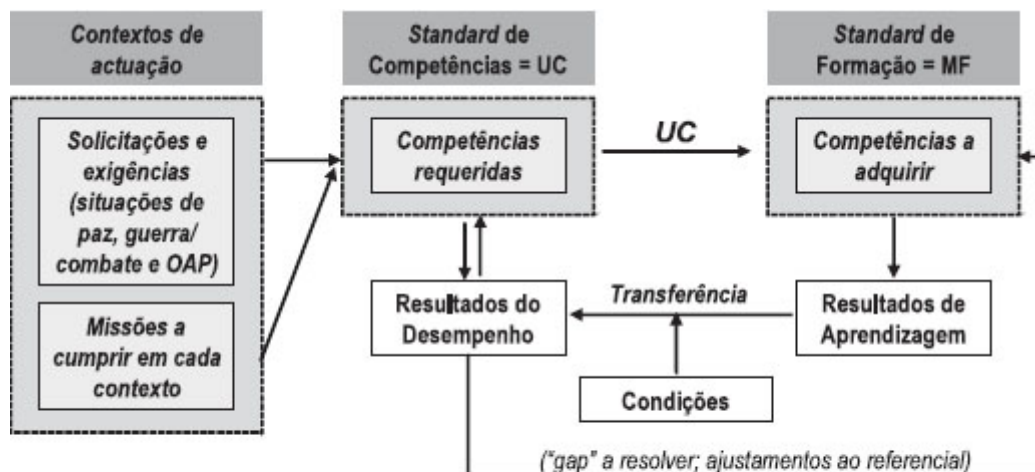 Contextos de
actuação
Standard de
Competências = UC
Standard de
Formação = MF
Solicitações e
exigências
(situações de
paz, guerra/
combate e OAP)
Missões a
cumprir em cada
contexto
Competências
requeridas
UC
Competências a
adquirir
Resultados do
Desempenho
Transferência
Resultados de
Aprendizagem
Condições
("gap" a resolver; ajustamentos ao referencial)